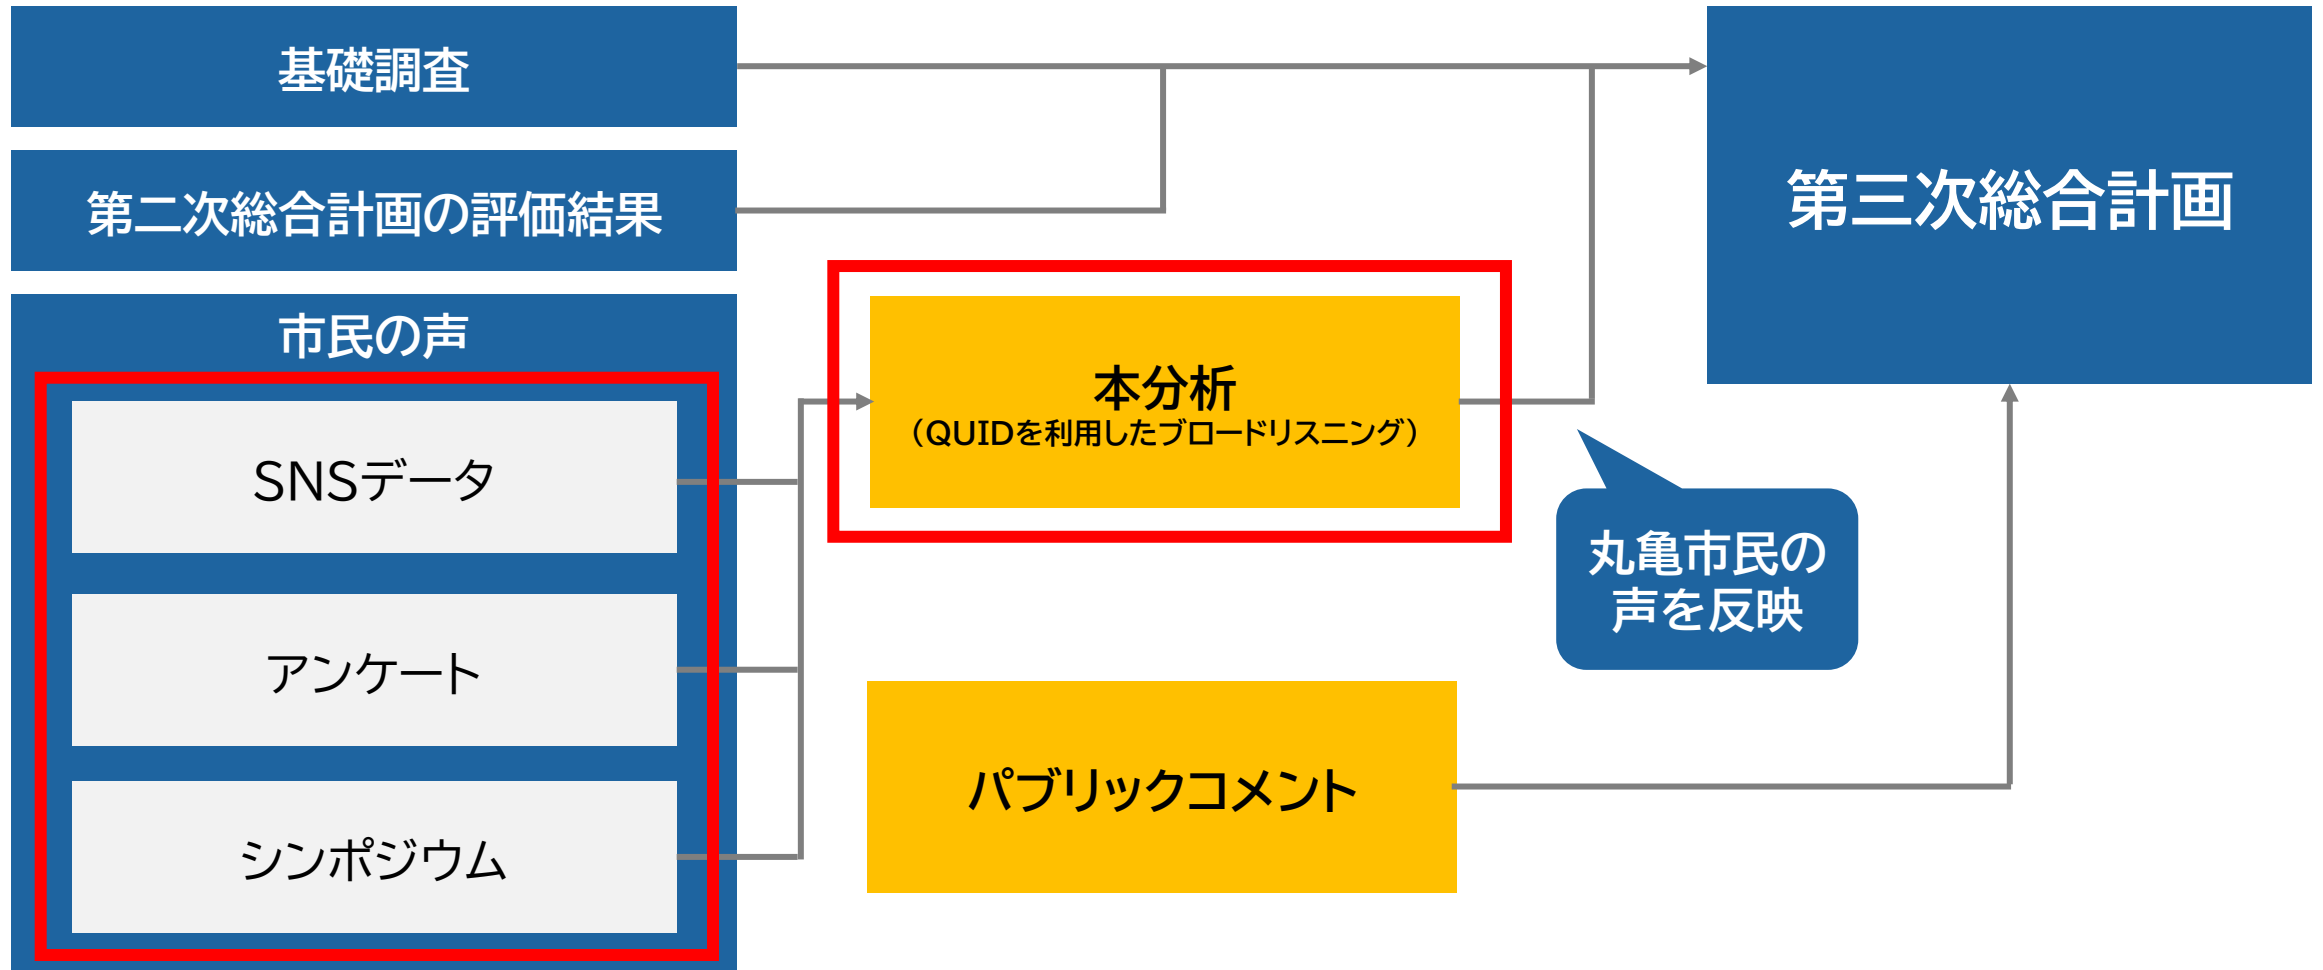 基礎調査
第二次総合計画の評価結果
市民の声
SNSデータ
アンケート
シンポジウム
本分析
（QUIDを利用したブロードリスニング）
パブリックコメント
丸亀市民の
声を反映
第三次総合計画